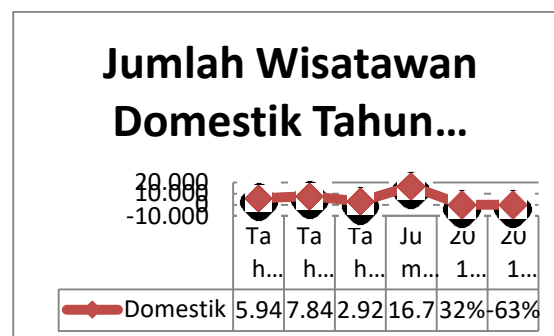 Jumlah Wisatawan
Domestik Tahun...
20.000
10.000
0
-10.000
Ta Ta Ta Ju 20 20
h... h... h... m... 1... 1...
Domestik 5.94 7.84 2.92 16.7 32% -63%